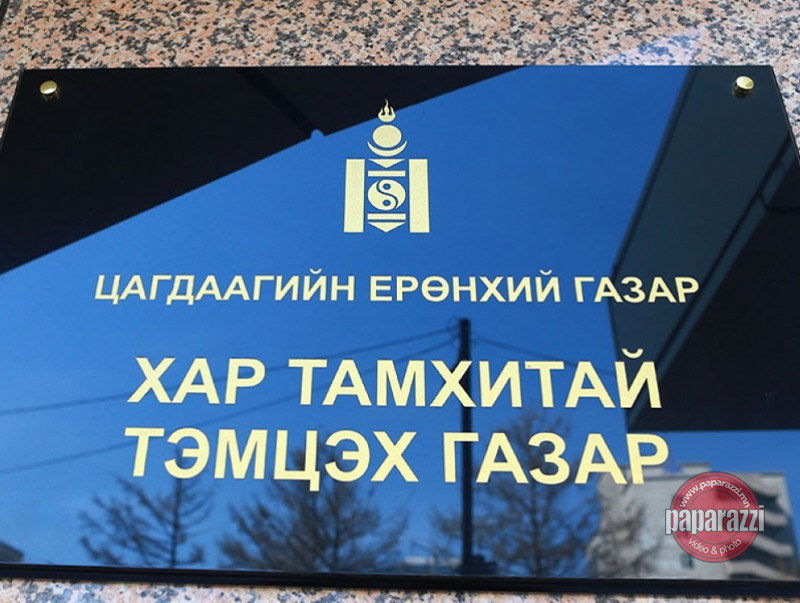 ЦАГДААГИЙН ЕРӨНХИЙ ГАЗАР
ХАР ТАМХИТАЙ
ТЭМЦЭХ ГАЗАР
www.paparazzi.mn
paparazzi
video & photo